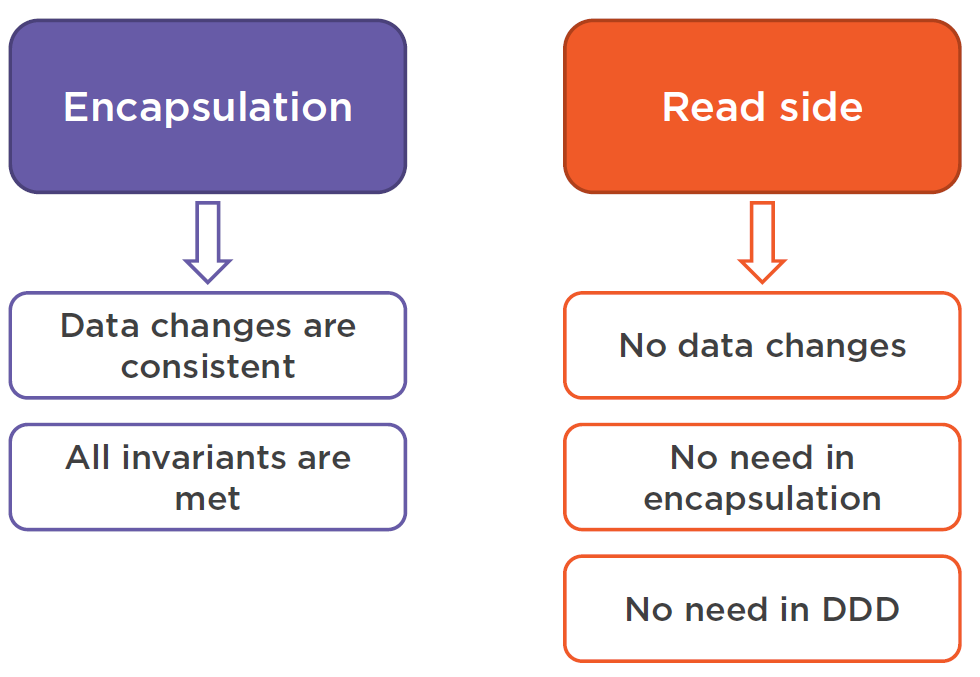 Encapsulation
Data changes are
consistent
All invariants are
met
Read side
No data changes
No need in
encapsulation
No need in DDD